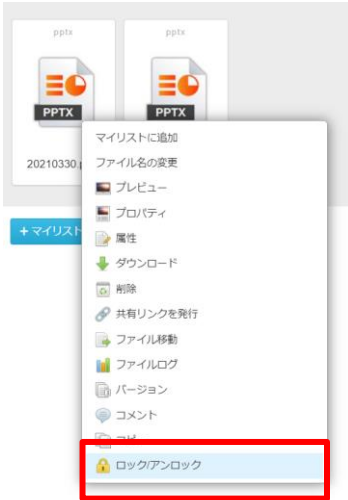 pptx
pptx
PPTX
PPTX
20210330.p
+マイリスト
マイリストに追加
ファイル名の変更
プレビュー
プロパティ
属性
ダウンロード
削除
共有リンクを発行
ファイル移動
ファイルログ
バージョン
コメント
ロック/アンロック